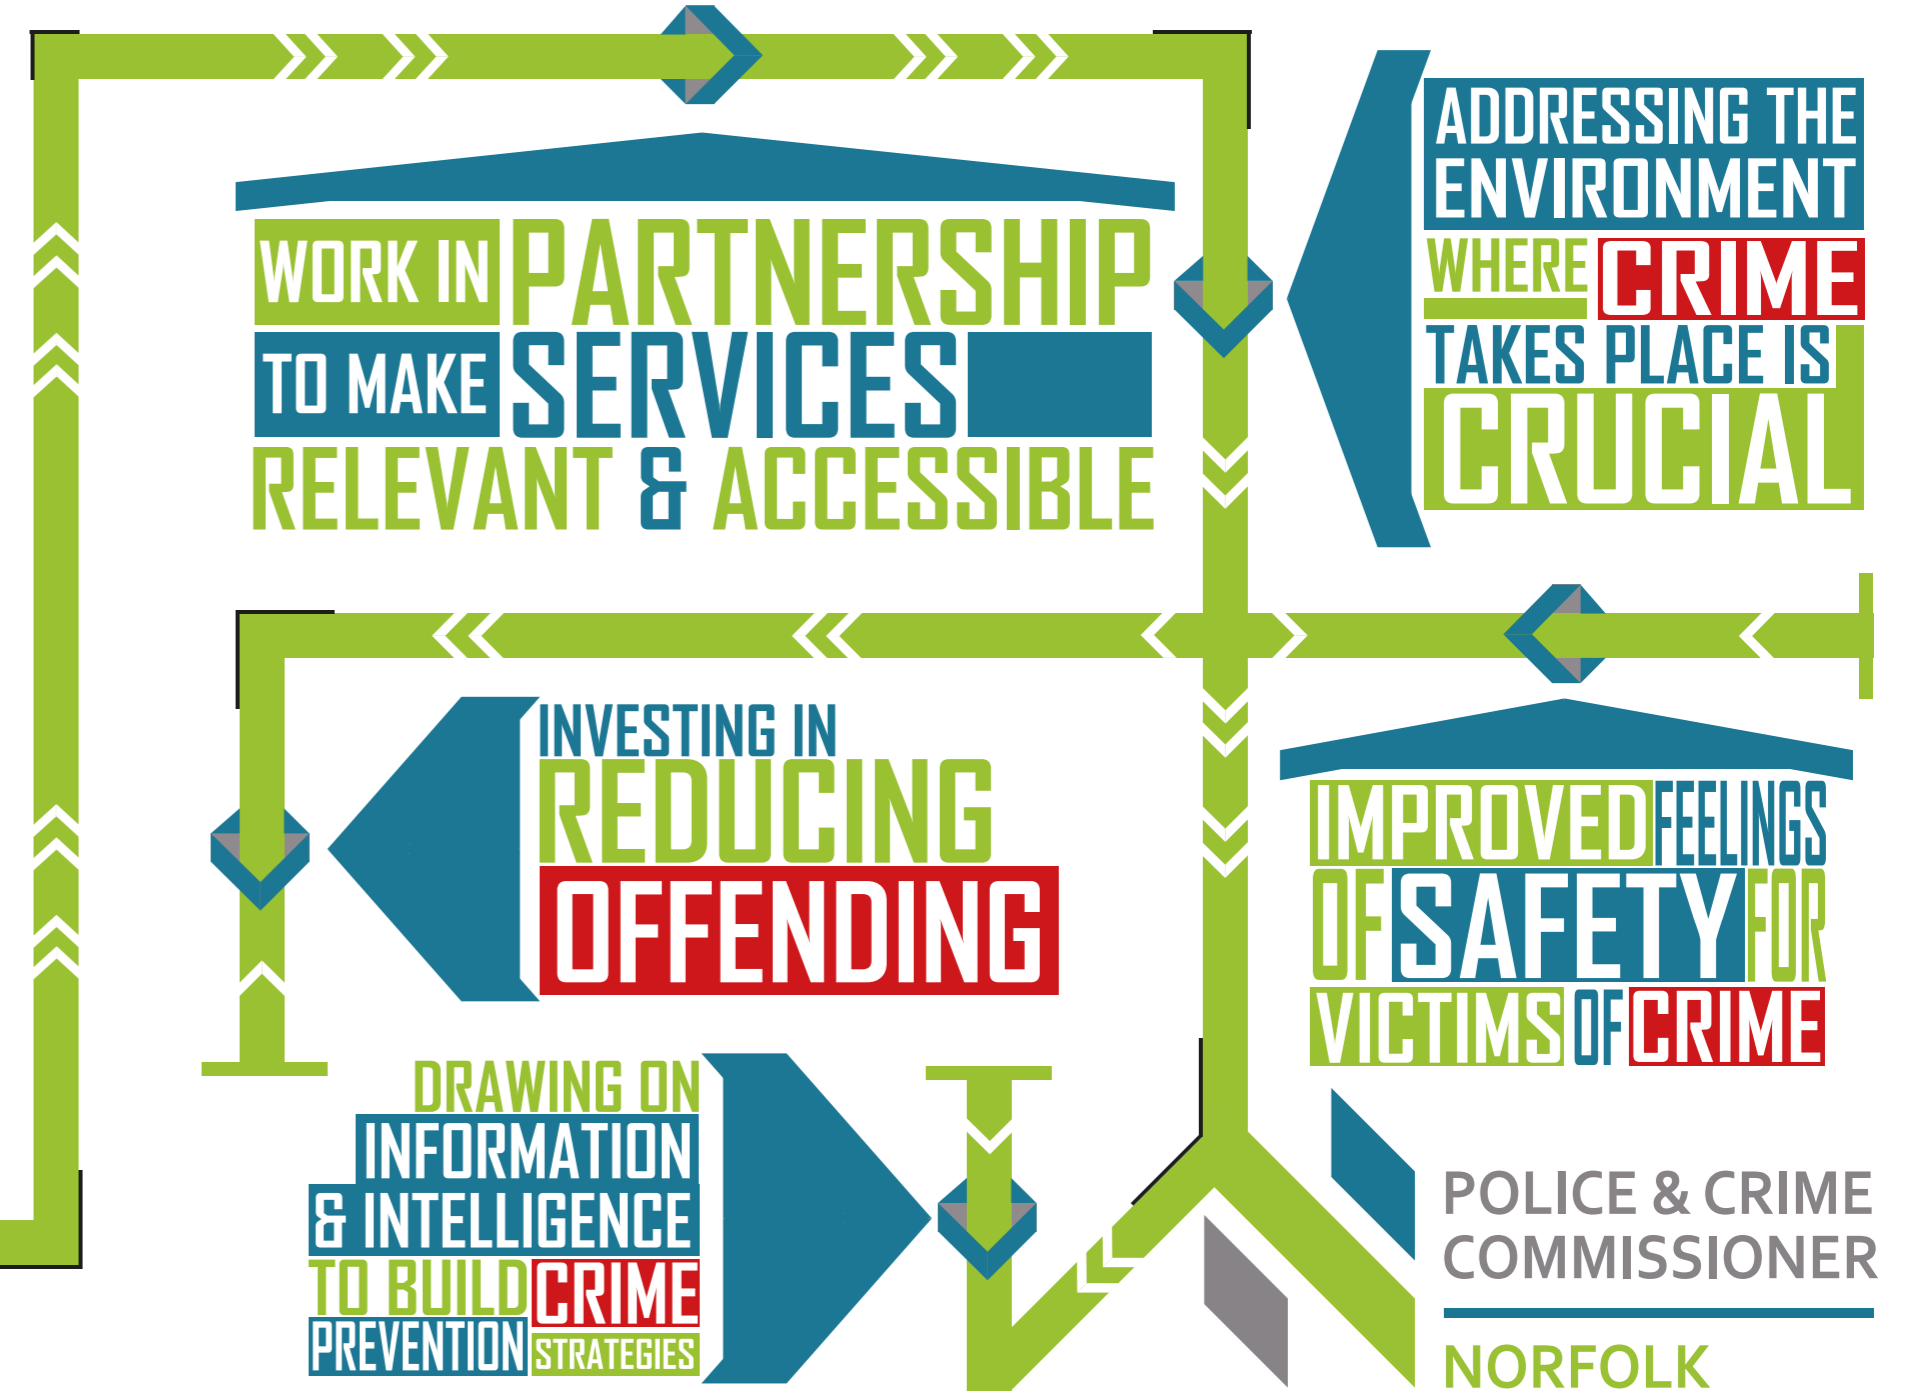 WORK IN PARTNERSHIP
TO MAKE SERVICES
RELEVANT & ACCESSIBLE
ADDRESSING THE
ENVIRONMENT
WHERE CRIME
TAKES PLACE IS
CRUCIAL
INVESTING IN
REDUCING
OFFENDING
IMPROVED FEELINGS
OF SAFETY FOR
VICTIMS OF CRIME
DRAWING ON
INFORMATION
& INTELLIGENCE
TO BUILD CRIME
PREVENTION STRATEGIES
POLICE & CRIME
COMMISSIONER
NORFOLK